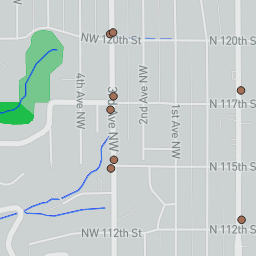 NW 120th St
N 120th St
4th Ave NW
3rd Ave NW
2nd Ave NW
1st Ave NW
N 117th St
N 115th St
NW 112th St
N 112th St